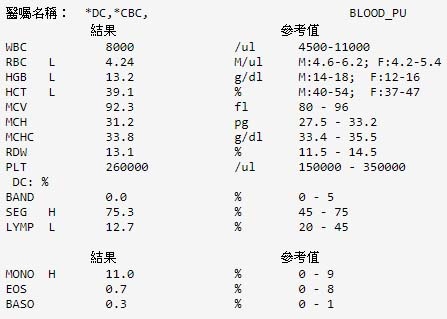 醫囑名稱： *DC,*CBC, BLOOD_PU
結果 參考值
WBC 8000 /ul 4500-11000
RBC L 4.24 M/ul M:4.6-6.2; F:4.2-5.4
HGB L 13.2 g/dl M:14-18; F:12-16
HCT L 39.1 % M:40-54; F:37-47
MCV 92.3 fl 80 - 96
MCH 31.2 pg 27.5 - 33.2
MCHC 33.8 g/dl 33.4 - 35.5
RDW 13.1 % 11.5 - 14.5
PLT 260000 /ul 150000 - 350000
DC: %
BAND 0.0 % 0 - 5
SEG H 75.3 % 45 - 75
LYMP L 12.7 % 20 - 45
結果 參考值
MONO H 11.0 % 0 - 9
EOS 0.7 % 0 - 8
BASO 0.3 % 0 - 1